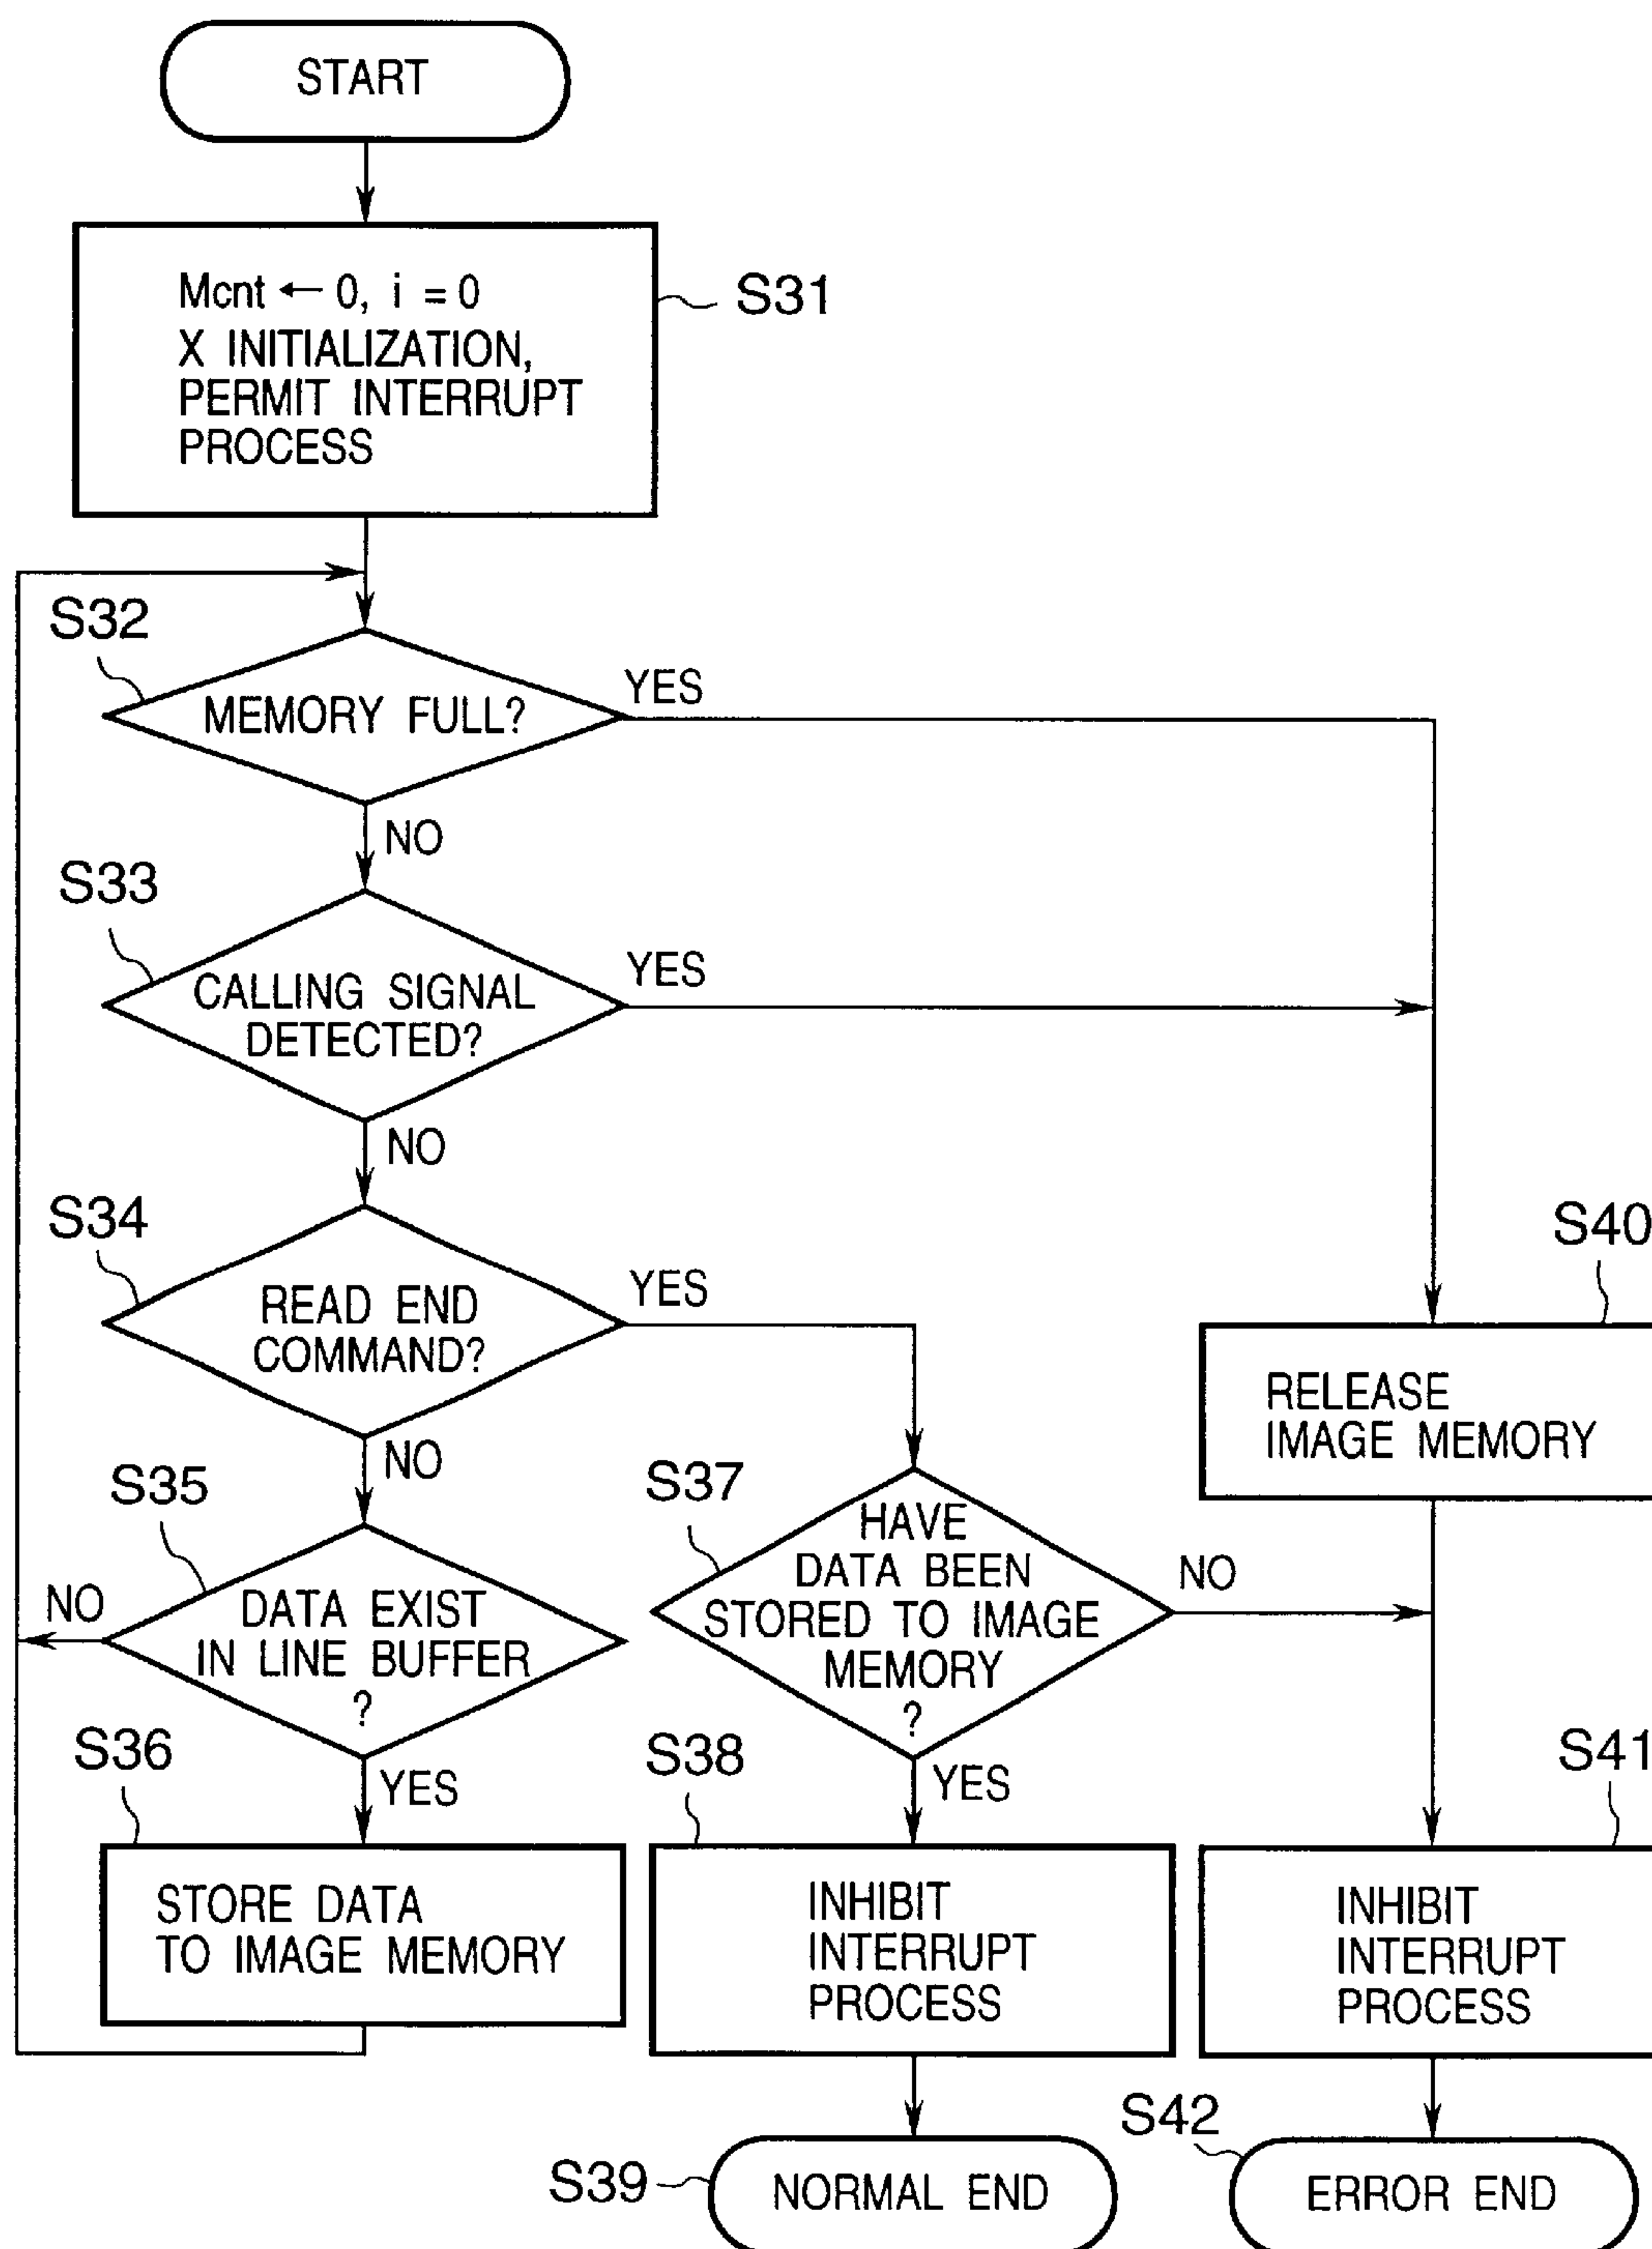 START
Mcnt ← 0, i = 0
X INITIALIZATION,
PERMIT INTERRUPT
PROCESS
S31
S32
MEMORY FULL?
YES
NO
S33
CALLING SIGNAL
DETECTED?
YES
NO
S34
READ END
COMMAND?
YES
NO
S35
DATA EXIST
IN LINE BUFFER
?
NO
YES
S36
STORE DATA
TO IMAGE MEMORY
S37
HAVE
DATA BEEN
STORED TO IMAGE
MEMORY
?
NO
YES
S38
INHIBIT
INTERRUPT
PROCESS
S39
NORMAL END
S40
RELEASE
IMAGE MEMORY
S41
INHIBIT
INTERRUPT
PROCESS
S42
ERROR END